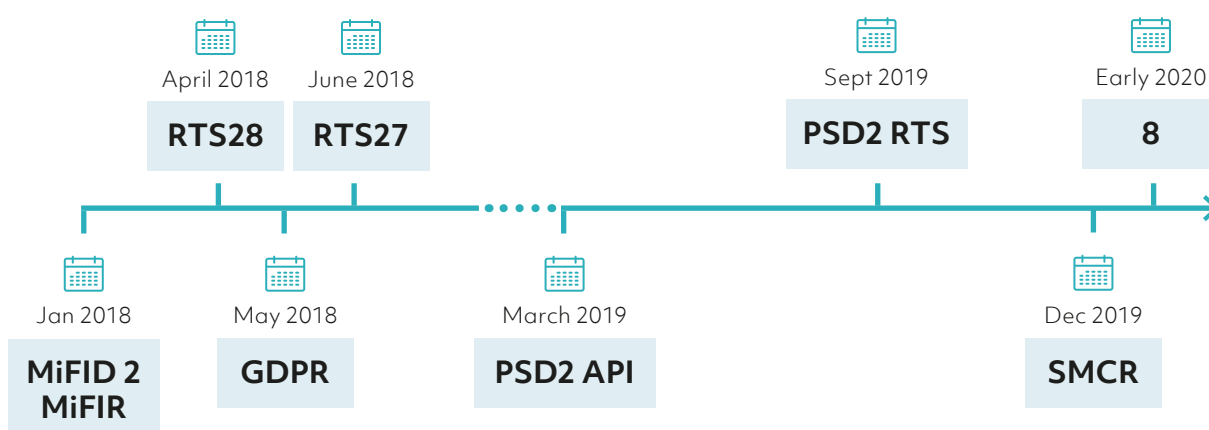 April 2018
RTS28
June 2018
RTS27
Sept 2019
PSD2 RTS
Early 2020
8
Jan 2018
MiFID 2
MiFIR
May 2018
GDPR
March 2019
PSD2 API
Dec 2019
SMCR